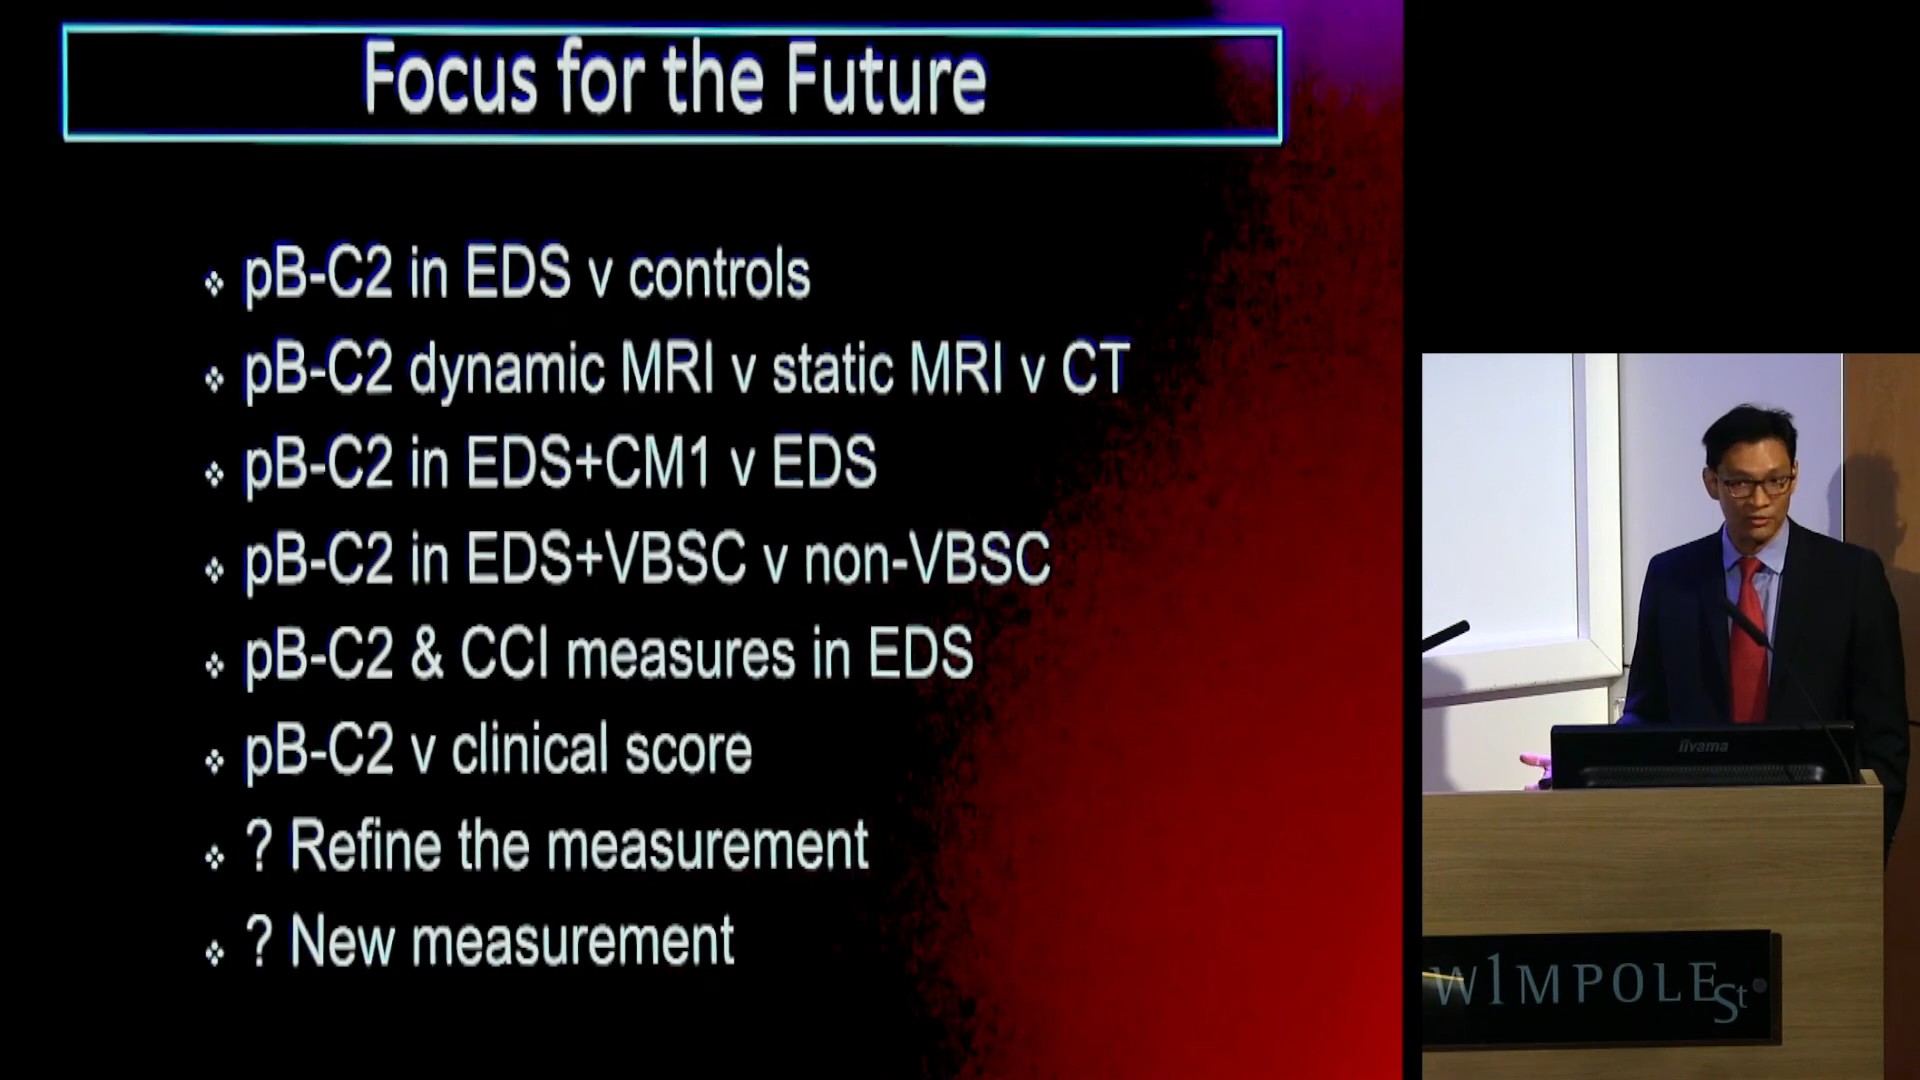 Focus for the Future
pB-C2 in EDS v controls
pB-C2 dynamic MRI v static MRI v CT
pB-C2 in EDS+CM1 v EDS
pB-C2 in EDS+VBSC v non-VBSC
pB-C2 & CCI measures in EDS
pB-C2 v clinical score
? Refine the measurement
? New measurement
iiyama
W1MPOLE St